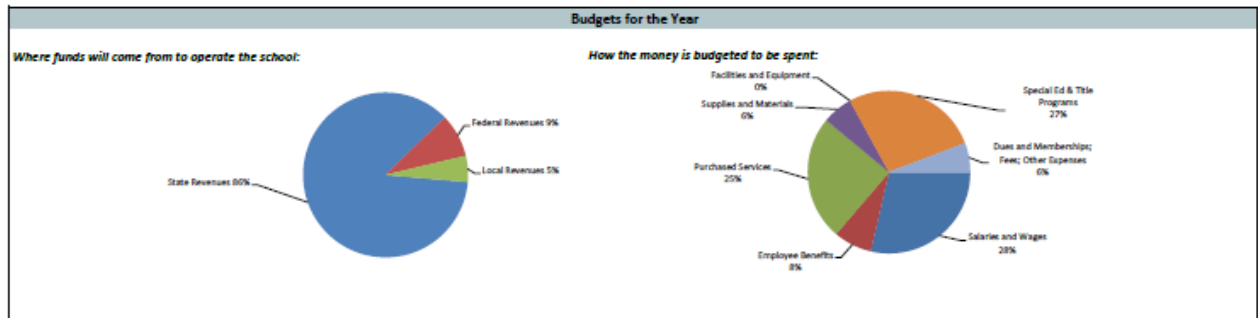 Budgets for the Year
Where funds will come from to operate the school:
Federal Revenues 9%
State Revenues 86%
Local Revenues 5%
How the money is budgeted to be spent:
Facilities and Equipment
0%
Supplies and Materials
6%
Special Ed & Title
Programs
27%
Dues and Memberships;
Fees; Other Expenses
6%
Purchased Services
25%
Salaries and Wages
28%
Employee Benefits
8%